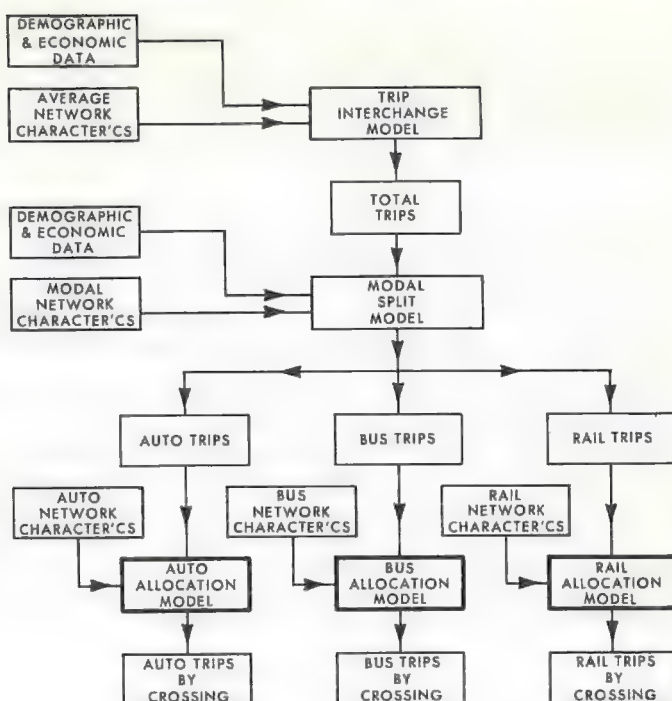 DEMOGRAPHIC
& ECONOMIC
DATA
AVERAGE
NETWORK
CHARACTER'CS
TRIP
INTERCHANGE
MODEL
TOTAL
TRIPS
DEMOGRAPHIC
& ECONOMIC
DATA
MODAL
NETWORK
CHARACTER'CS
MODAL
SPLIT
MODEL
AUTO TRIPS
BUS TRIPS
RAIL TRIPS
AUTO
NETWORK
CHARACTER'CS
BUS
NETWORK
CHARACTER'CS
RAIL
NETWORK
CHARACTER'CS
AUTO
ALLOCATION
MODEL
BUS
ALLOCATION
MODEL
RAIL
ALLOCATION
MODEL
AUTO TRIPS
BY
CROSSING
BUS TRIPS
BY
CROSSING
RAIL TRIPS
BY
CROSSING